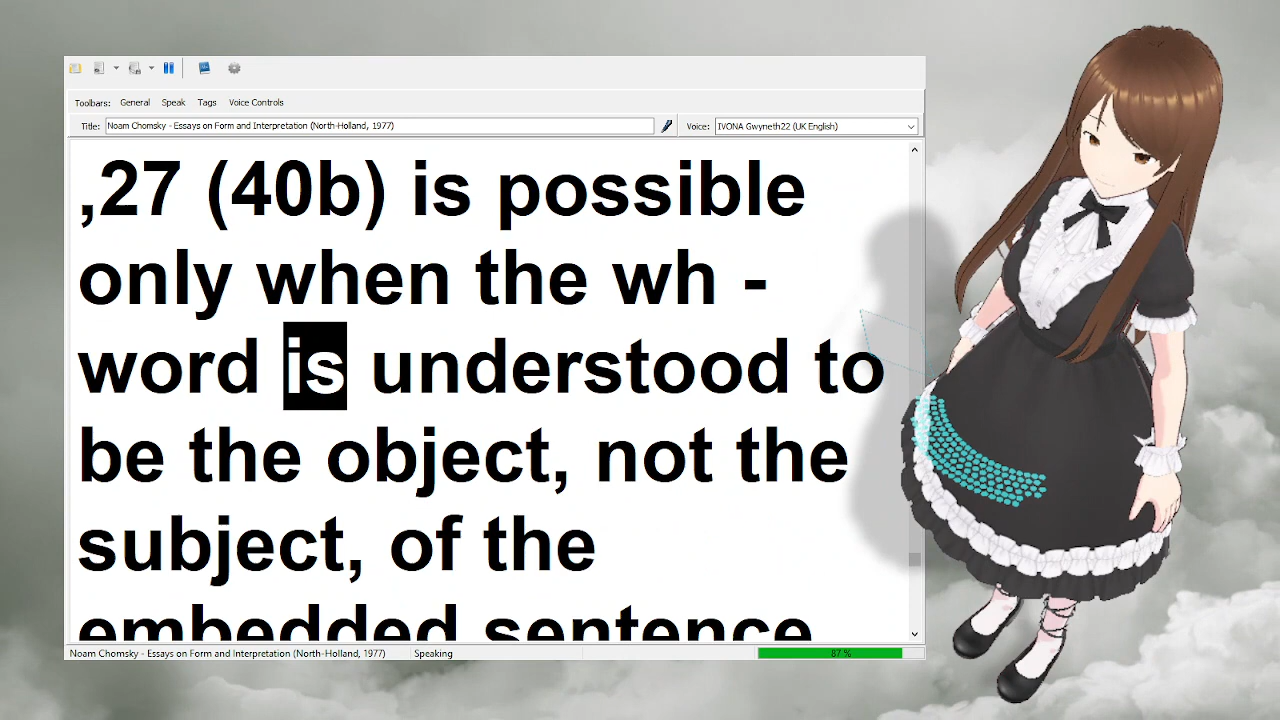 Toolbars: General Speak Tags Voice Controls
Title: Noam Chomsky - Essays on Form and Interpretation (North-Holland, 1977) Voice: IVONA Gwyneth22 (UK English)
,27 (40b) is possible
only when the wh -
word is understood to
be the object, not the
subject, of the
embedded sentence
Noam Chomsky - Essays on Form and Interpretation (North-Holland, 1977) Speaking 87 %